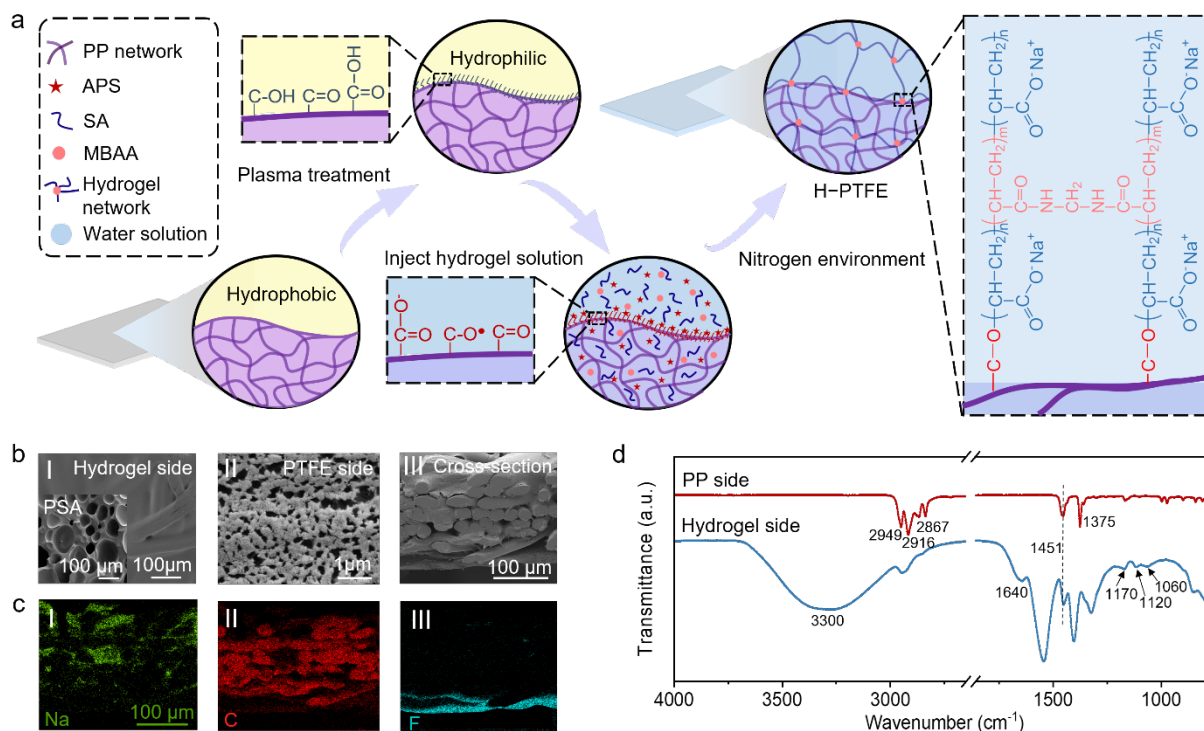 a
PP network
APS
SA
MBAA
Hydrogel
network
Water solution
C-OH
C=O
C=O
OH
Plasma treatment
Hydrophilic
Hydrophobic
Inject hydrogel solution
C=O
C-O•
C=O
Nitrogen environment
H−PTFE
b
I
Hydrogel side
PSA
100 μm
100μm
II
PTFE side
1μm
III
Cross-section
100 μm
c
I
Na
100 μm
II
C
III
F
d
Transmittance (a.u.)
PP side
Hydrogel side
2949
2916
2867
3300
1640
1451
1375
1170
1120
1060
4000
3000
1500
1000
Wavenumber (cm⁻¹)